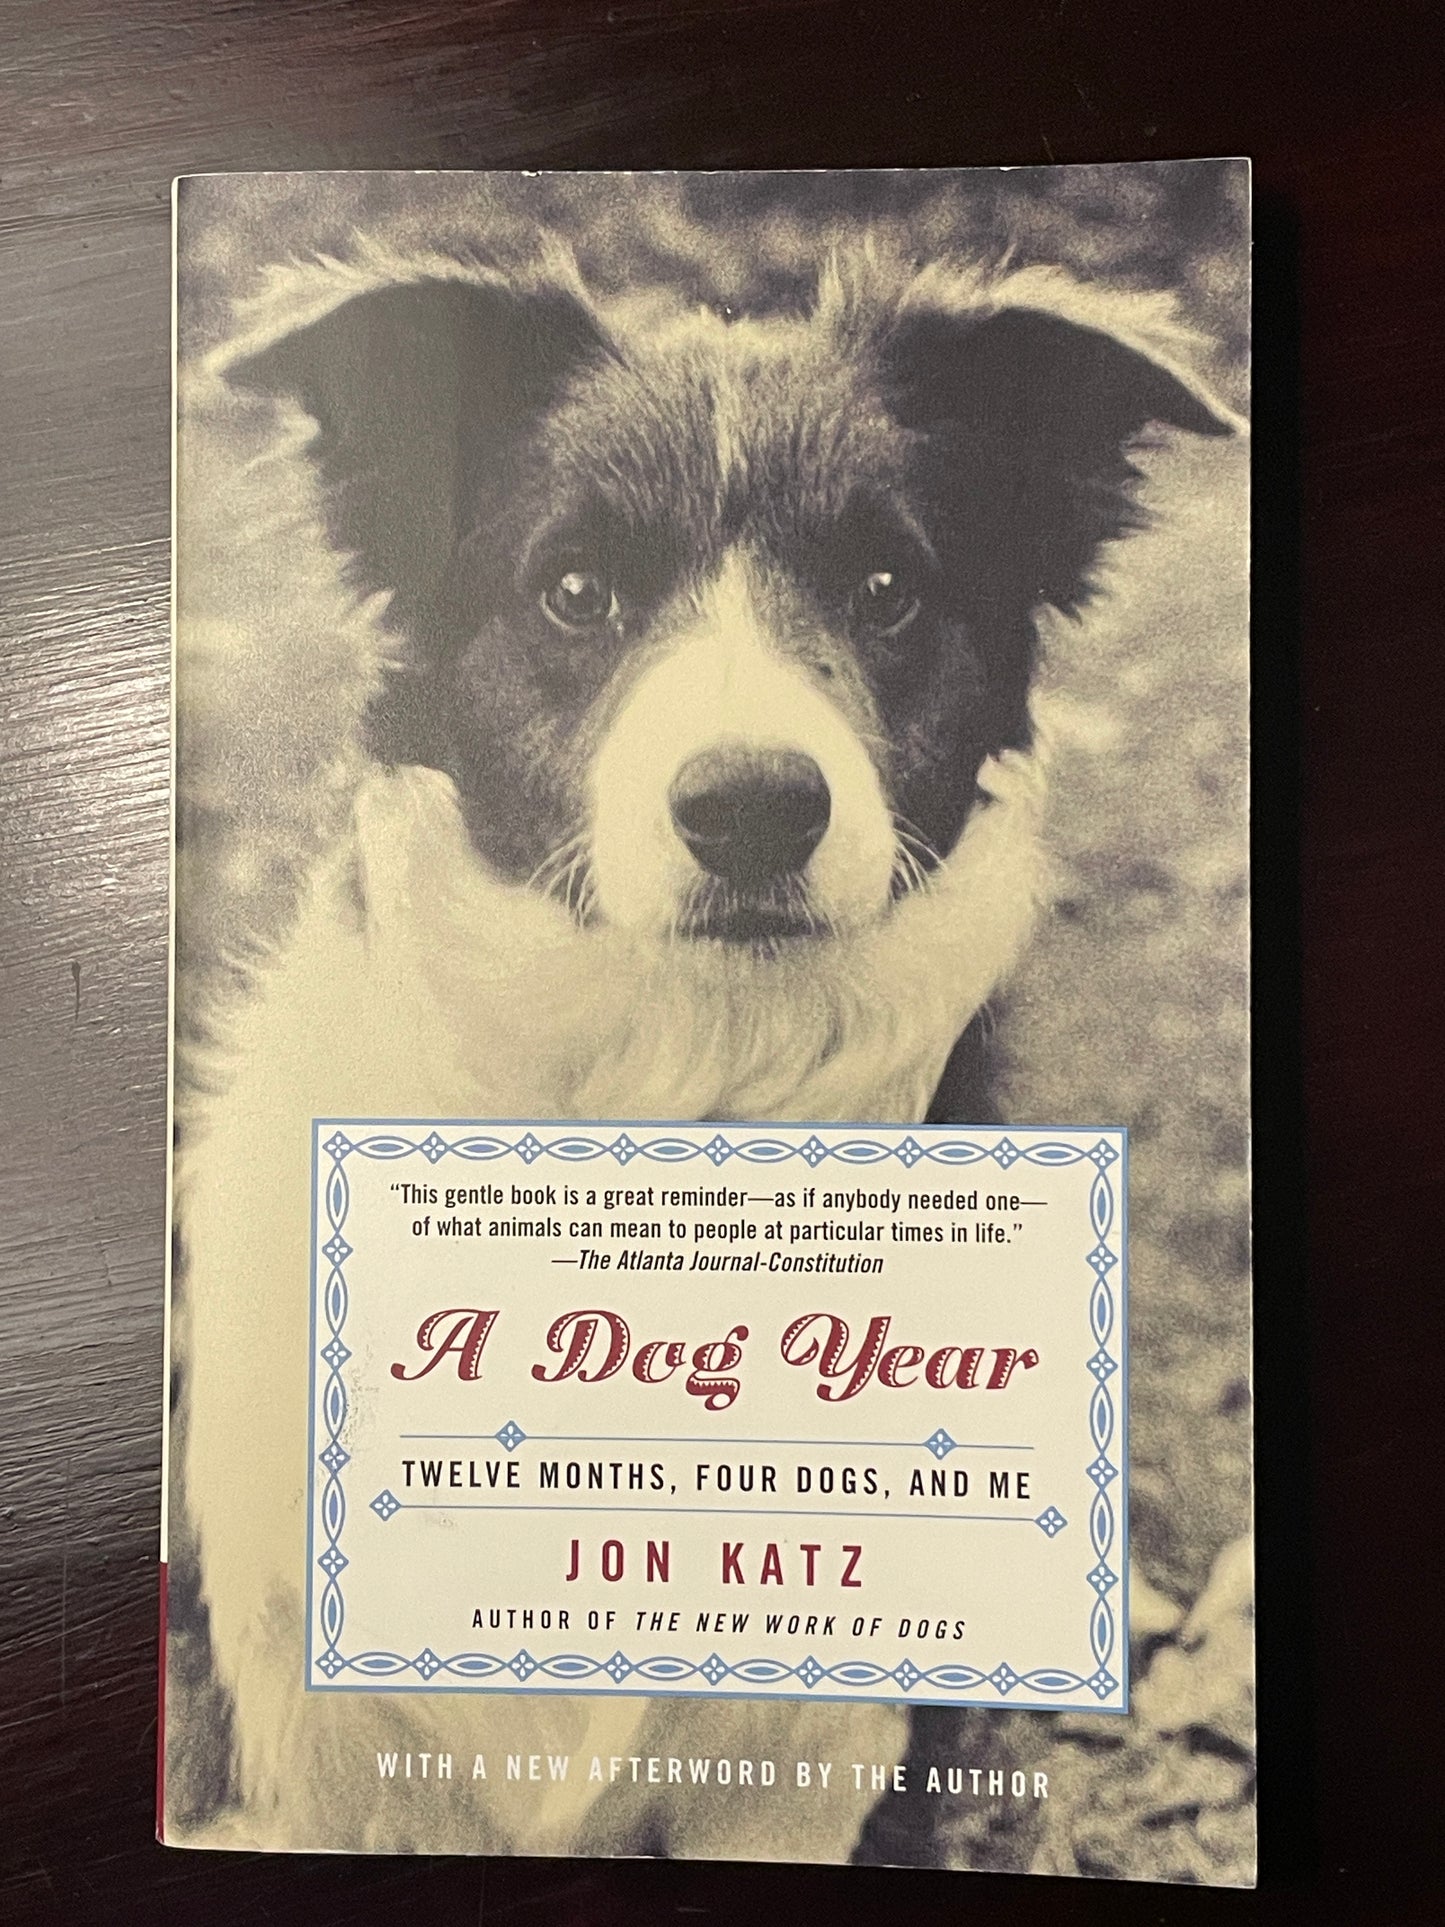 “This gentle book is a great reminder—as if anybody needed one—
of what animals can mean to people at particular times in life.”
—The Atlanta Journal-Constitution
A Dog Year
TWELVE MONTHS, FOUR DOGS, AND ME
JON KATZ
AUTHOR OF THE NEW WORK OF DOGS
WITH A NEW AFTERWORD BY THE AUTHOR